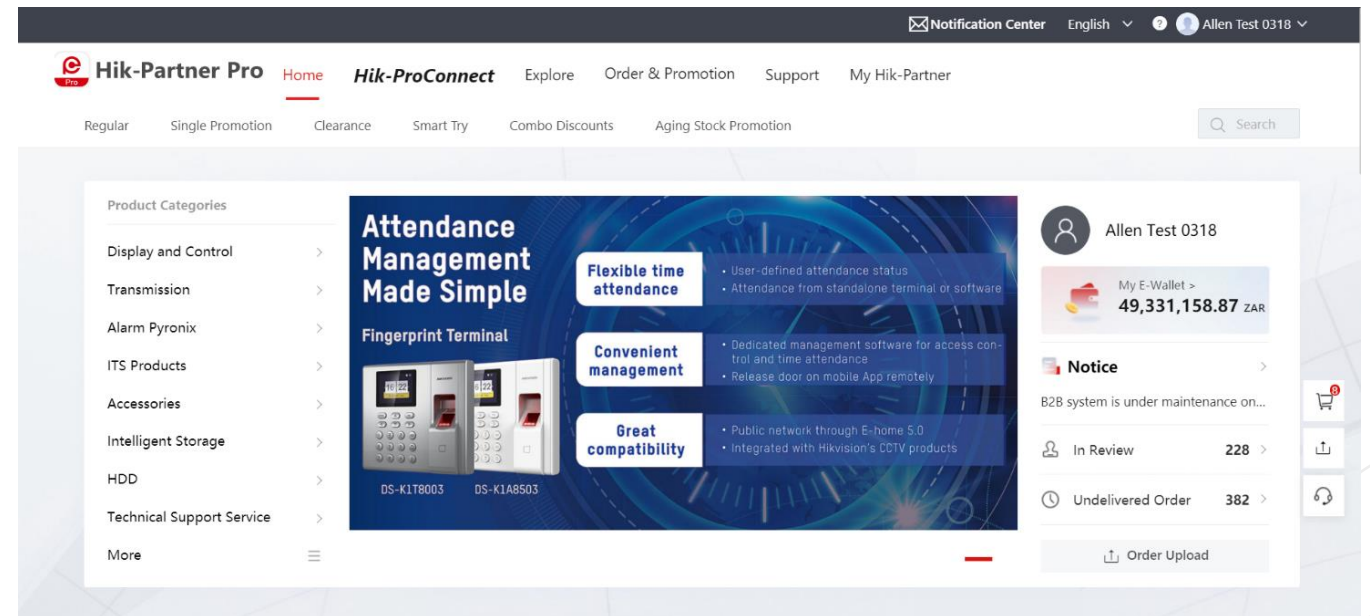 Notification Center English ? Allen Test 0318
Pro
Hik-Partner Pro Home Hik-ProConnect Explore Order & Promotion Support My Hik-Partner
Regular Single Promotion Clearance Smart Try Combo Discounts Aging Stock Promotion Search
Product Categories
Display and Control
Transmission
Alarm Pyronix
ITS Products
Accessories
Intelligent Storage
HDD
Technical Support Service
More
Attendance
Management
Made Simple
Fingerprint Terminal
DS-K1T8003 DS-K1A8503
Flexible time
attendance
• User-defined attendance status
• Attendance from standalone terminal or software
Convenient
management
• Dedicated management software for access con-
trol and time attendance
• Release door on mobile App remotely
Great
compatibility
• Public network through E-home 5.0
• Integrated with Hikvision's CCTV products
Allen Test 0318
My E-Wallet >
49,331,158.87 ZAR
Notice
B2B system is under maintenance on...
In Review 228
Undelivered Order 382
Order Upload
8